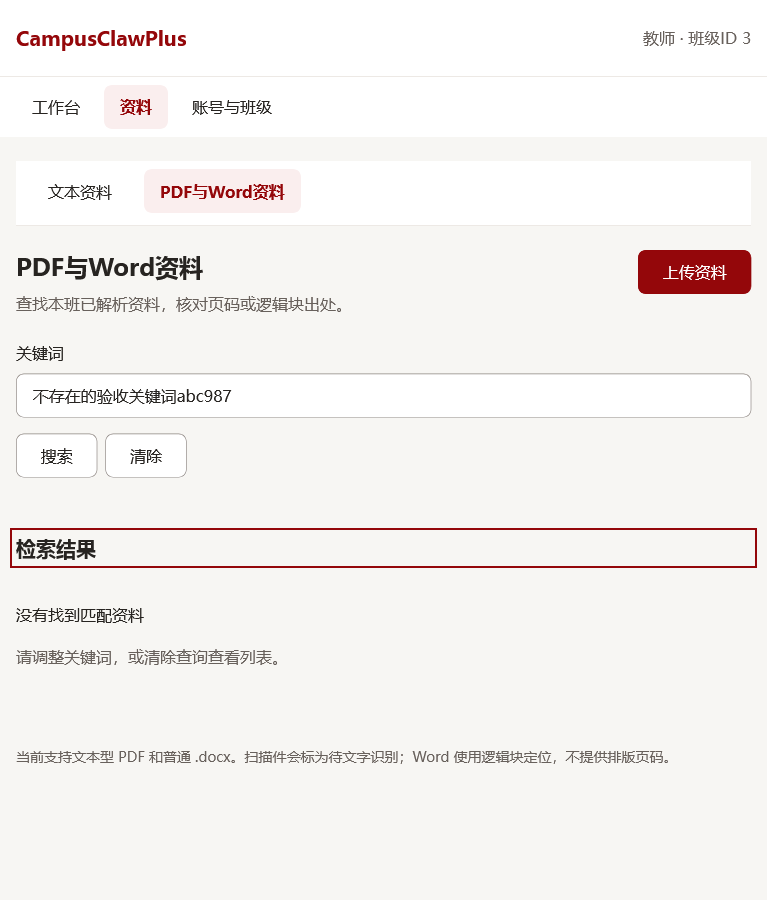 CampusClawPlus
教师 · 班级ID 3
工作台 资料 账号与班级
文本资料 PDF与Word资料
PDF与Word资料
上传资料
查找本班已解析资料，核对页码或逻辑块出处。
关键词
不存在的验收关键词abc987
搜索 清除
检索结果
没有找到匹配资料
请调整关键词，或清除查询查看列表。
当前支持文本型 PDF 和普通 .docx。扫描件会标为待文字识别；Word 使用逻辑块定位，不提供排版页码。